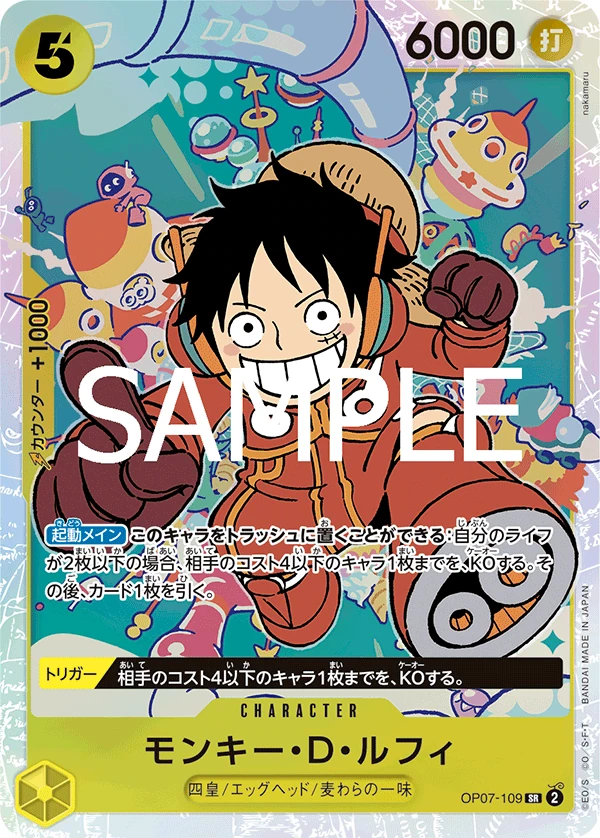 5
6000
打
nakamaru
カウンター +1000
SAMPLE
起動メイン このキャラをトラッシュに置くことができる:自分のライフ
が2枚以下の場合、相手のコスト4以下のキャラ1枚までを、KOする。そ
の後、カード1枚を引く。
トリガー 相手のコスト4以下のキャラ1枚までを、KOする。
CHARACTER
モンキー・D・ルフィ
四皇/エッグヘッド/麦わらの一味
OP07-109 SR 2
©E.O/S ©O./S・F・T BANDAI MADE IN JAPAN